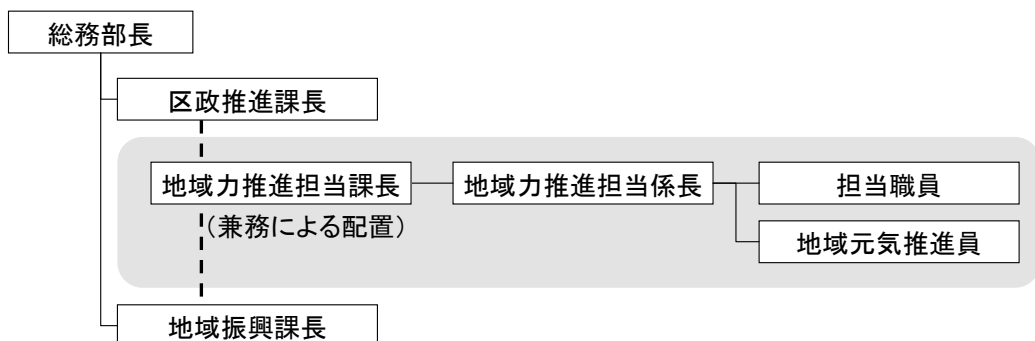 総務部長
区政推進課長
地域力推進担当課長
地域力推進担当係長
担当職員
(兼務による配置)
地域元気推進員
地域振興課長